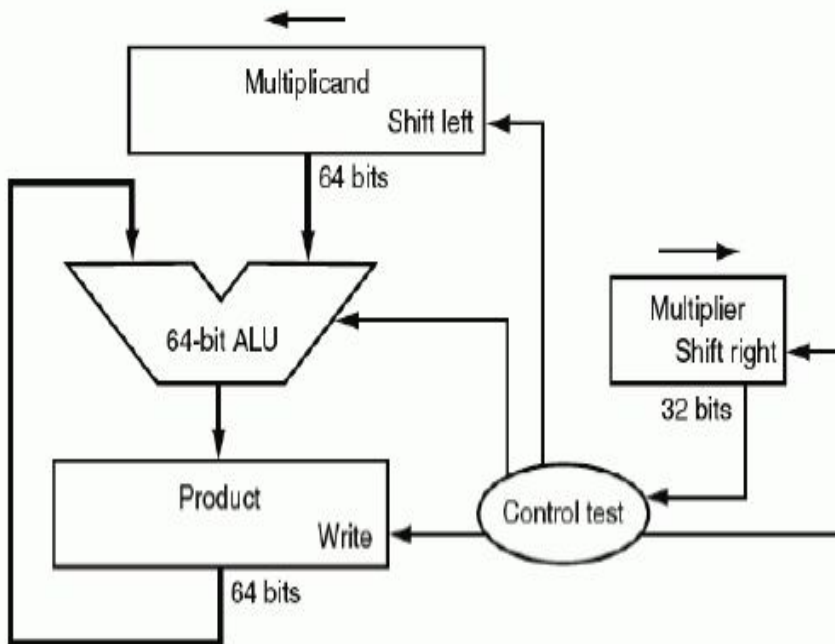 Multiplicand
Shift left
64 bits
64-bit ALU
Multiplier
Shift right
32 bits
Product
Write
Control test
64 bits